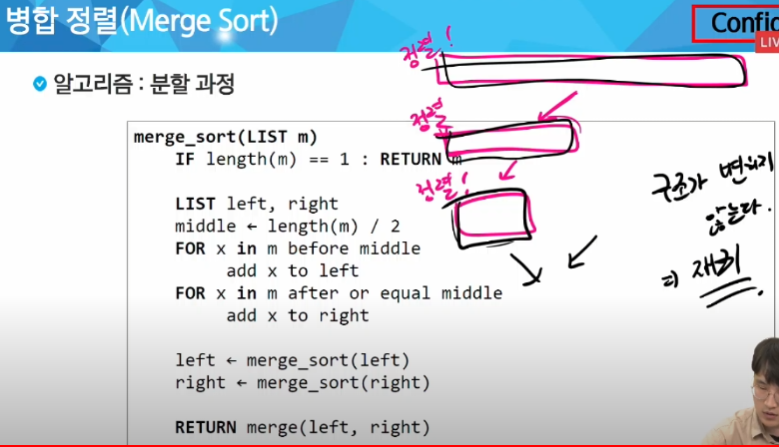 병합 정렬(Merge Sort)
Confid
LIV
정렬!
알고리즘 : 분할 과정
정렬
merge_sort(LIST m)
IF length(m) == 1 : RETURN m
정렬!
LIST left, right
middle ← length(m) / 2
FOR x in m before middle
add x to left
FOR x in m after or equal middle
add x to right
left ← merge_sort(left)
right ← merge_sort(right)
RETURN merge(left, right)
구조가 변하지
않는다.
⇒ 재귀